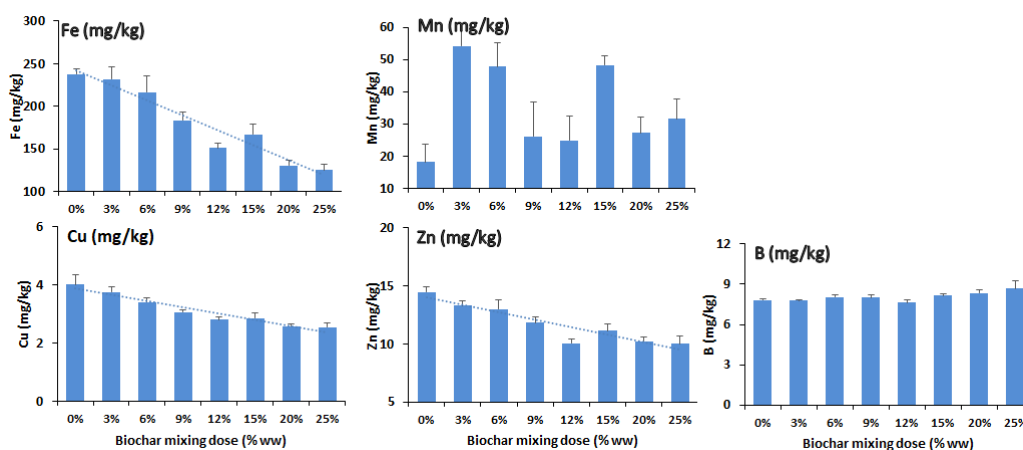 Fe (mg/kg)
Fe (mg/kg)
300
250
200
150
100
0% 3% 6% 9% 12% 15% 20% 25%
Mn (mg/kg)
Mn (mg/kg)
60
50
40
30
20
10
0% 3% 6% 9% 12% 15% 20% 25%
Cu (mg/kg)
Cu (mg/kg)
6
4
2
0
0% 3% 6% 9% 12% 15% 20% 25%
Biochar mixing dose (% ww)
Zn (mg/kg)
Zn (mg/kg)
20
15
10
5
0% 3% 6% 9% 12% 15% 20% 25%
Biochar mixing dose (% ww)
B (mg/kg)
B (mg/kg)
12
9
6
3
0
0% 3% 6% 9% 12% 15% 20% 25%
Biochar mixing dose (% ww)